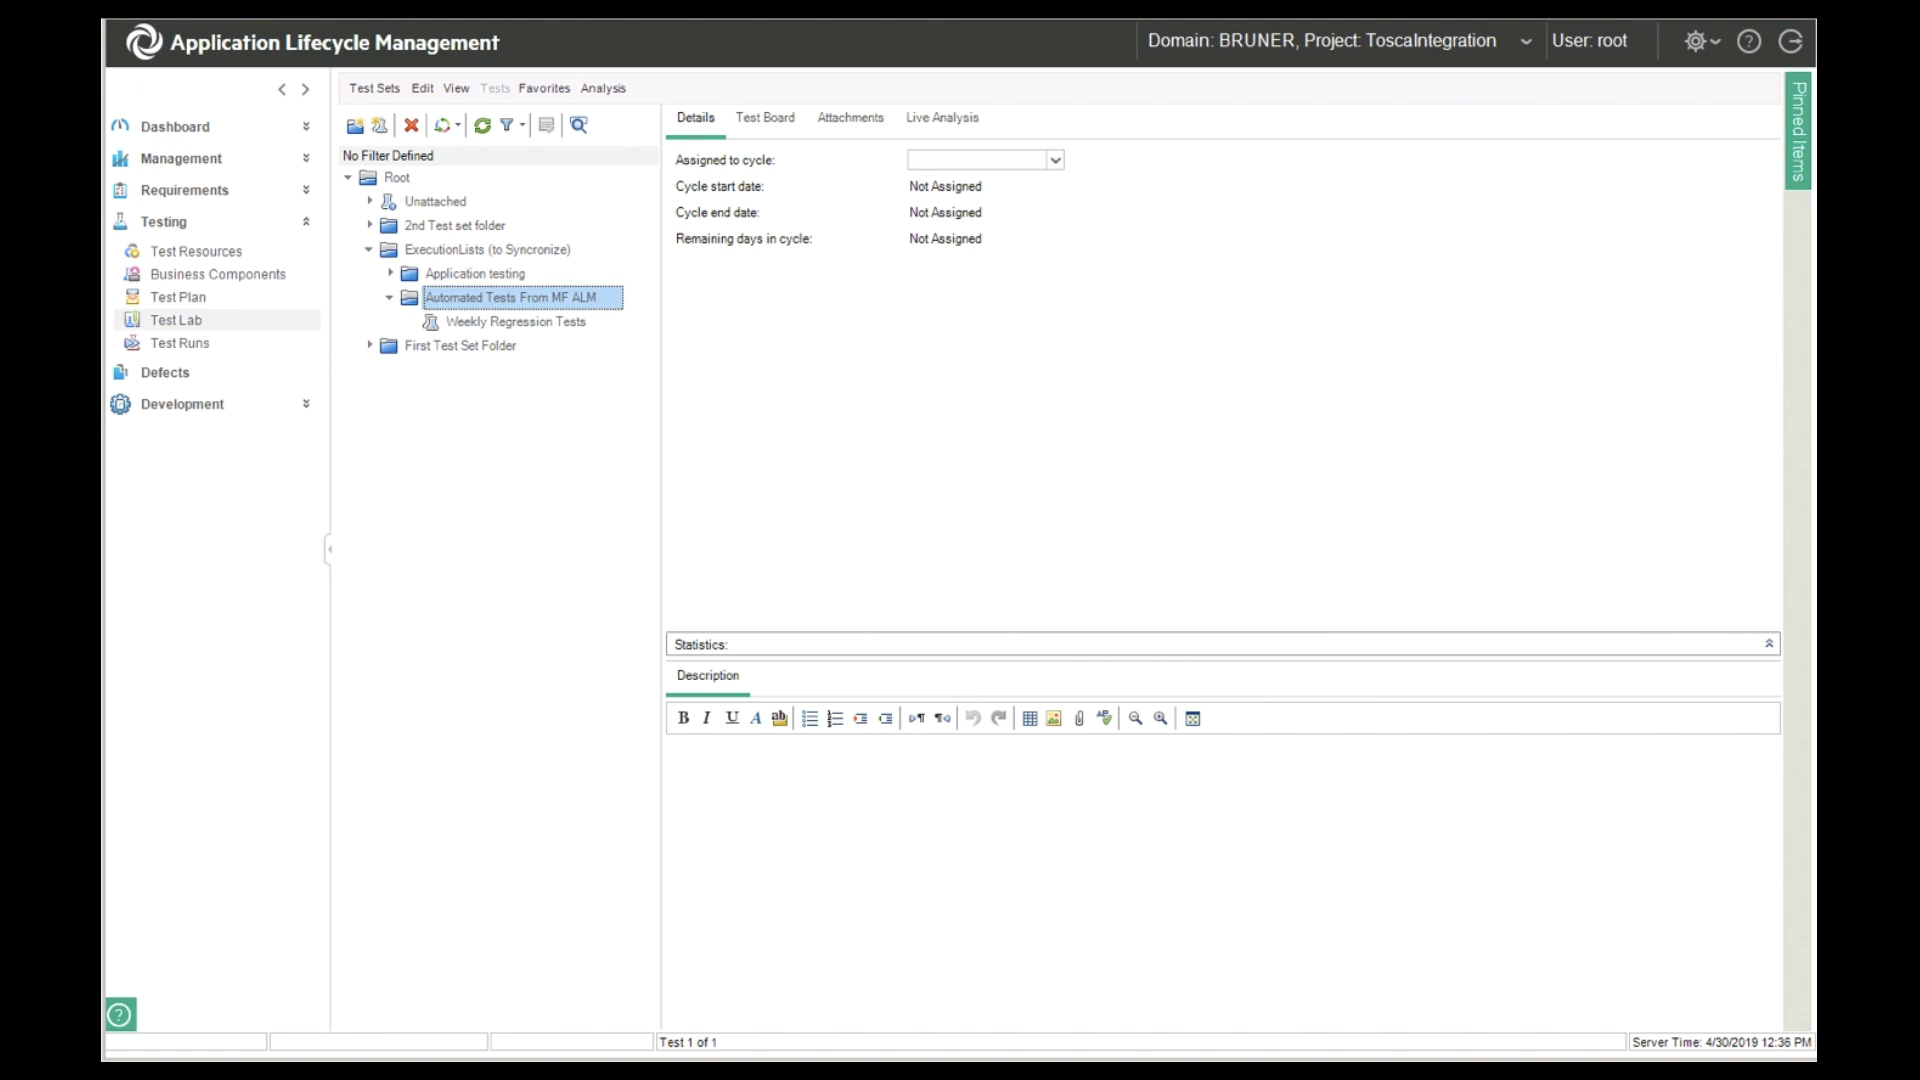 Application Lifecycle Management
Domain: BRUNER, Project: ToscaIntegration
User: root
Pinned Items
Dashboard
Management
Requirements
Testing
Test Resources
Business Components
Test Plan
Test Lab
Test Runs
Defects
Development
Test Sets Edit View Tests Favorites Analysis
No Filter Defined
Root
Unattached
2nd Test set folder
ExecutionLists (to Syncronize)
Application testing
Automated Tests From MF ALM
Weekly Regression Tests
First Test Set Folder
Details Test Board Attachments Live Analysis
Assigned to cycle:
Cycle start date: Not Assigned
Cycle end date: Not Assigned
Remaining days in cycle: Not Assigned
Statistics:
Description
B I U A ab
Test 1 of 1
Server Time: 4/30/2019 12:36 PM